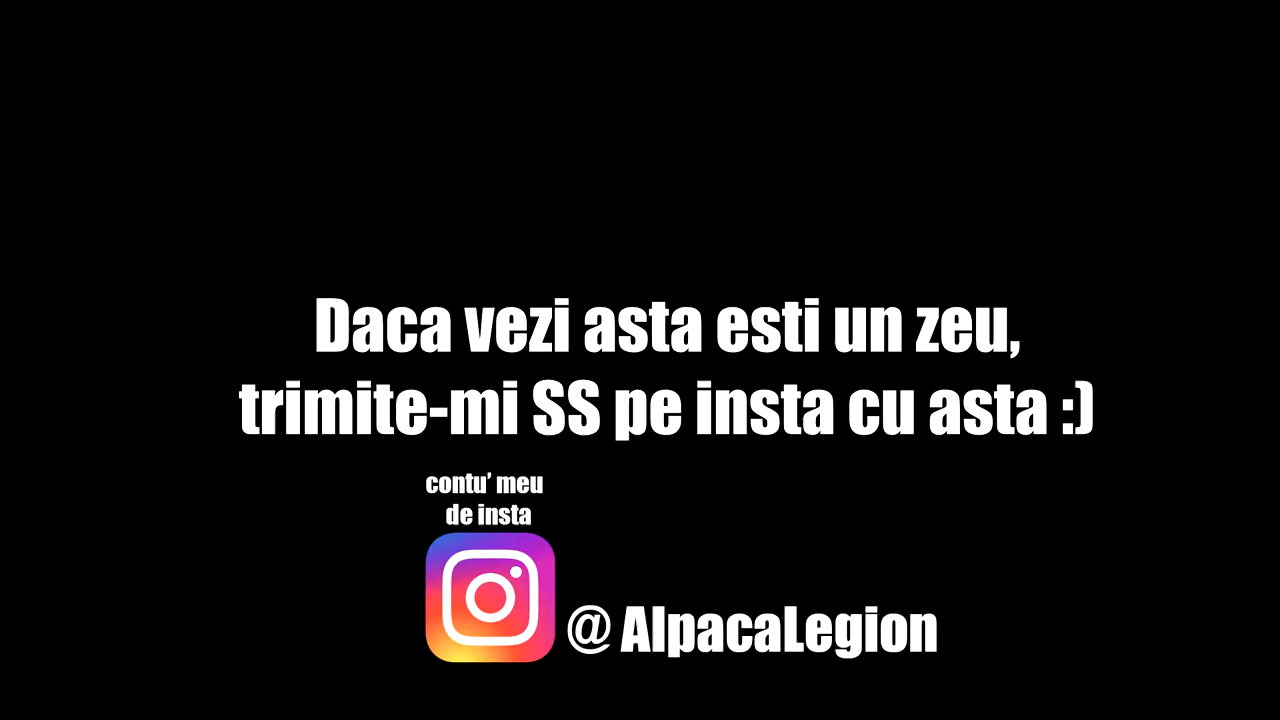 Daca vezi asta esti un zeu,
trimite-mi SS pe insta cu asta :)
contu’ meu
de insta
@ AlpacaLegion